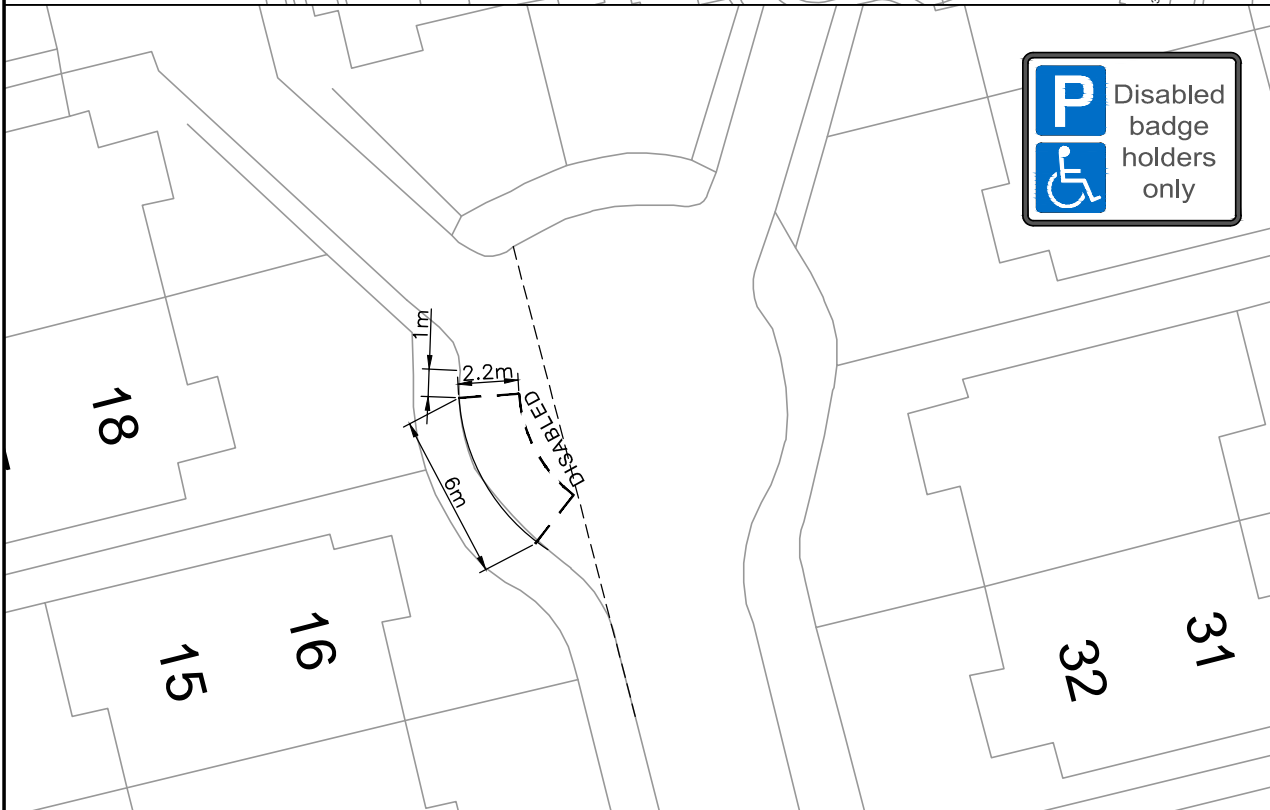 P Disabled
badge
holders
only
1m
2.2m
DISABLED
6m
18
16
15
31
32